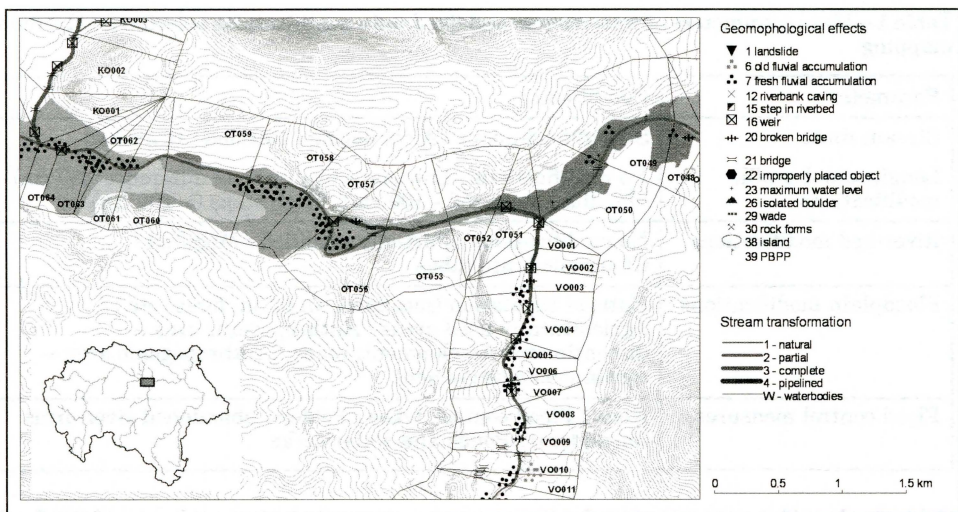 KO003
KO002
KO001
OT062
OT059
OT058
OT057
OT049
OT048
OT064
OT063
OT061
OT060
OT050
OT052
OT051
VO001
OT053
VO002
OT055
VO003
VO004
VO005
VO006
VO007
VO008
VO009
VO010
VO011
Geomophological effects
1 landslide
6 old fluvial accumulation
7 fresh fluvial accumulation
12 riverbank caving
15 step in riverbed
16 weir
20 broken bridge
21 bridge
22 improperly placed object
23 maximum water level
26 isolated boulder
29 wade
30 rock forms
38 island
39 PBPP
Stream transformation
1 - natural
2 - partial
3 - complete
4 - pipelined
W - waterbodies
0 0.5 1 1.5 km